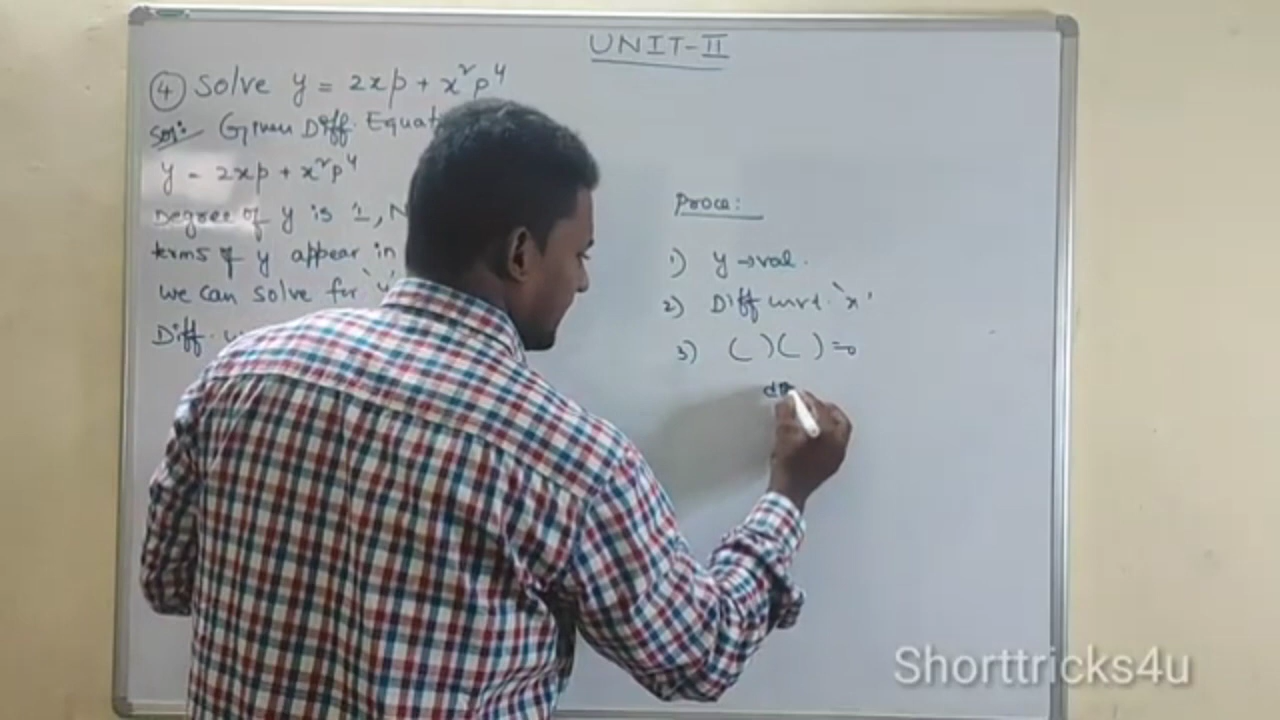 UNIT-II
④ Solve y = 2xp + x²p⁴
Sol: Given Diff. Equat
y = 2xp + x²p⁴
Degree of y is 1, N
terms of y appear in
we can solve for 'y'
Diff. w
Proce:
1) y → val.
2) Diff w.r.t. 'x'
3) ( )( ) = 0
Shorttricks4u